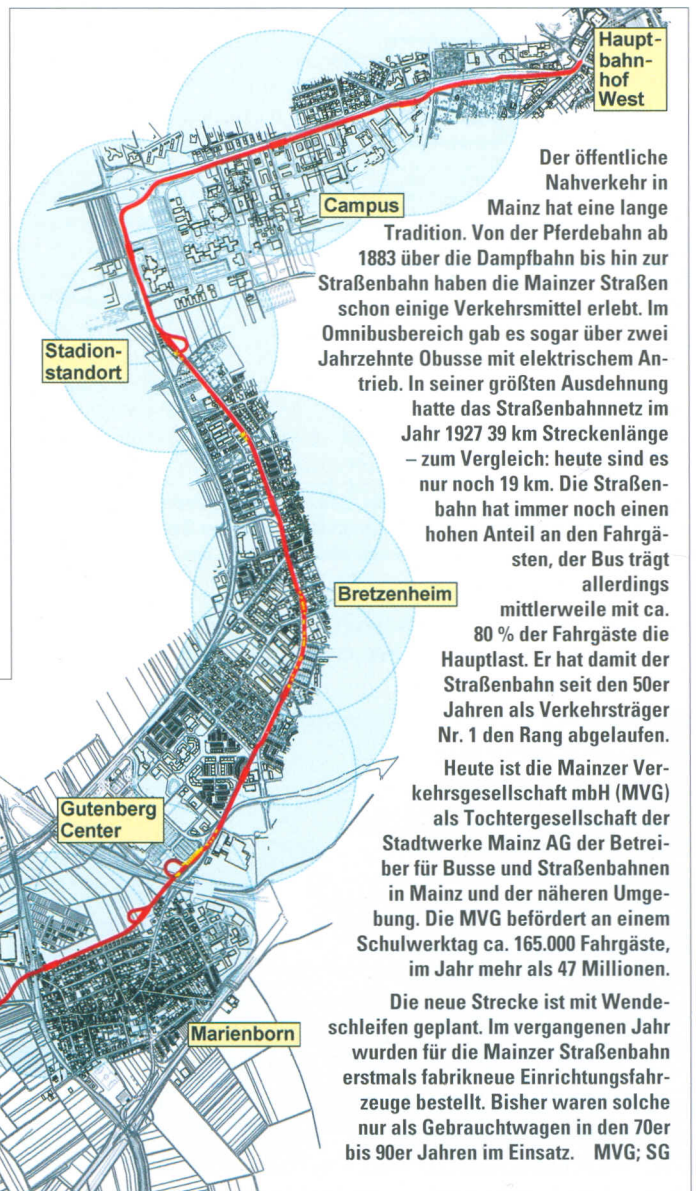 Haupt-
bahn-
hof
West
Campus
Stadion-
standort
Bretzenheim
Gutenberg
Center
Marienborn
Der öffentliche
Nahverkehr in
Mainz hat eine lange
Tradition. Von der Pferdebahn ab
1883 über die Dampfbahn bis hin zur
Straßenbahn haben die Mainzer Straßen
schon einige Verkehrsmittel erlebt. Im
Omnibusbereich gab es sogar über zwei
Jahrzehnte Obusse mit elektrischem An-
trieb. In seiner größten Ausdehnung
hatte das Straßenbahnnetz im
Jahr 1927 39 km Streckenlänge
– zum Vergleich: heute sind es
nur noch 19 km. Die Straßen-
bahn hat immer noch einen
hohen Anteil an den Fahrgä-
sten, der Bus trägt
allerdings
mittlerweile mit ca.
80 % der Fahrgäste die
Hauptlast. Er hat damit der
Straßenbahn seit den 50er
Jahren als Verkehrsträger
Nr. 1 den Rang abgelaufen.
Heute ist die Mainzer Ver-
kehrsgesellschaft mbH (MVG)
als Tochtergesellschaft der
Stadtwerke Mainz AG der Betrei-
ber für Busse und Straßenbahnen
in Mainz und der näheren Umge-
bung. Die MVG befördert an einem
Schulwerktag ca. 165.000 Fahrgäste,
im Jahr mehr als 47 Millionen.
Die neue Strecke ist mit Wende-
schleifen geplant. Im vergangenen Jahr
wurden für die Mainzer Straßenbahn
erstmals fabrikneue Einrichtungsfahr-
zeuge bestellt. Bisher waren solche
nur als Gebrauchtwagen in den 70er
bis 90er Jahren im Einsatz. MVG; SG